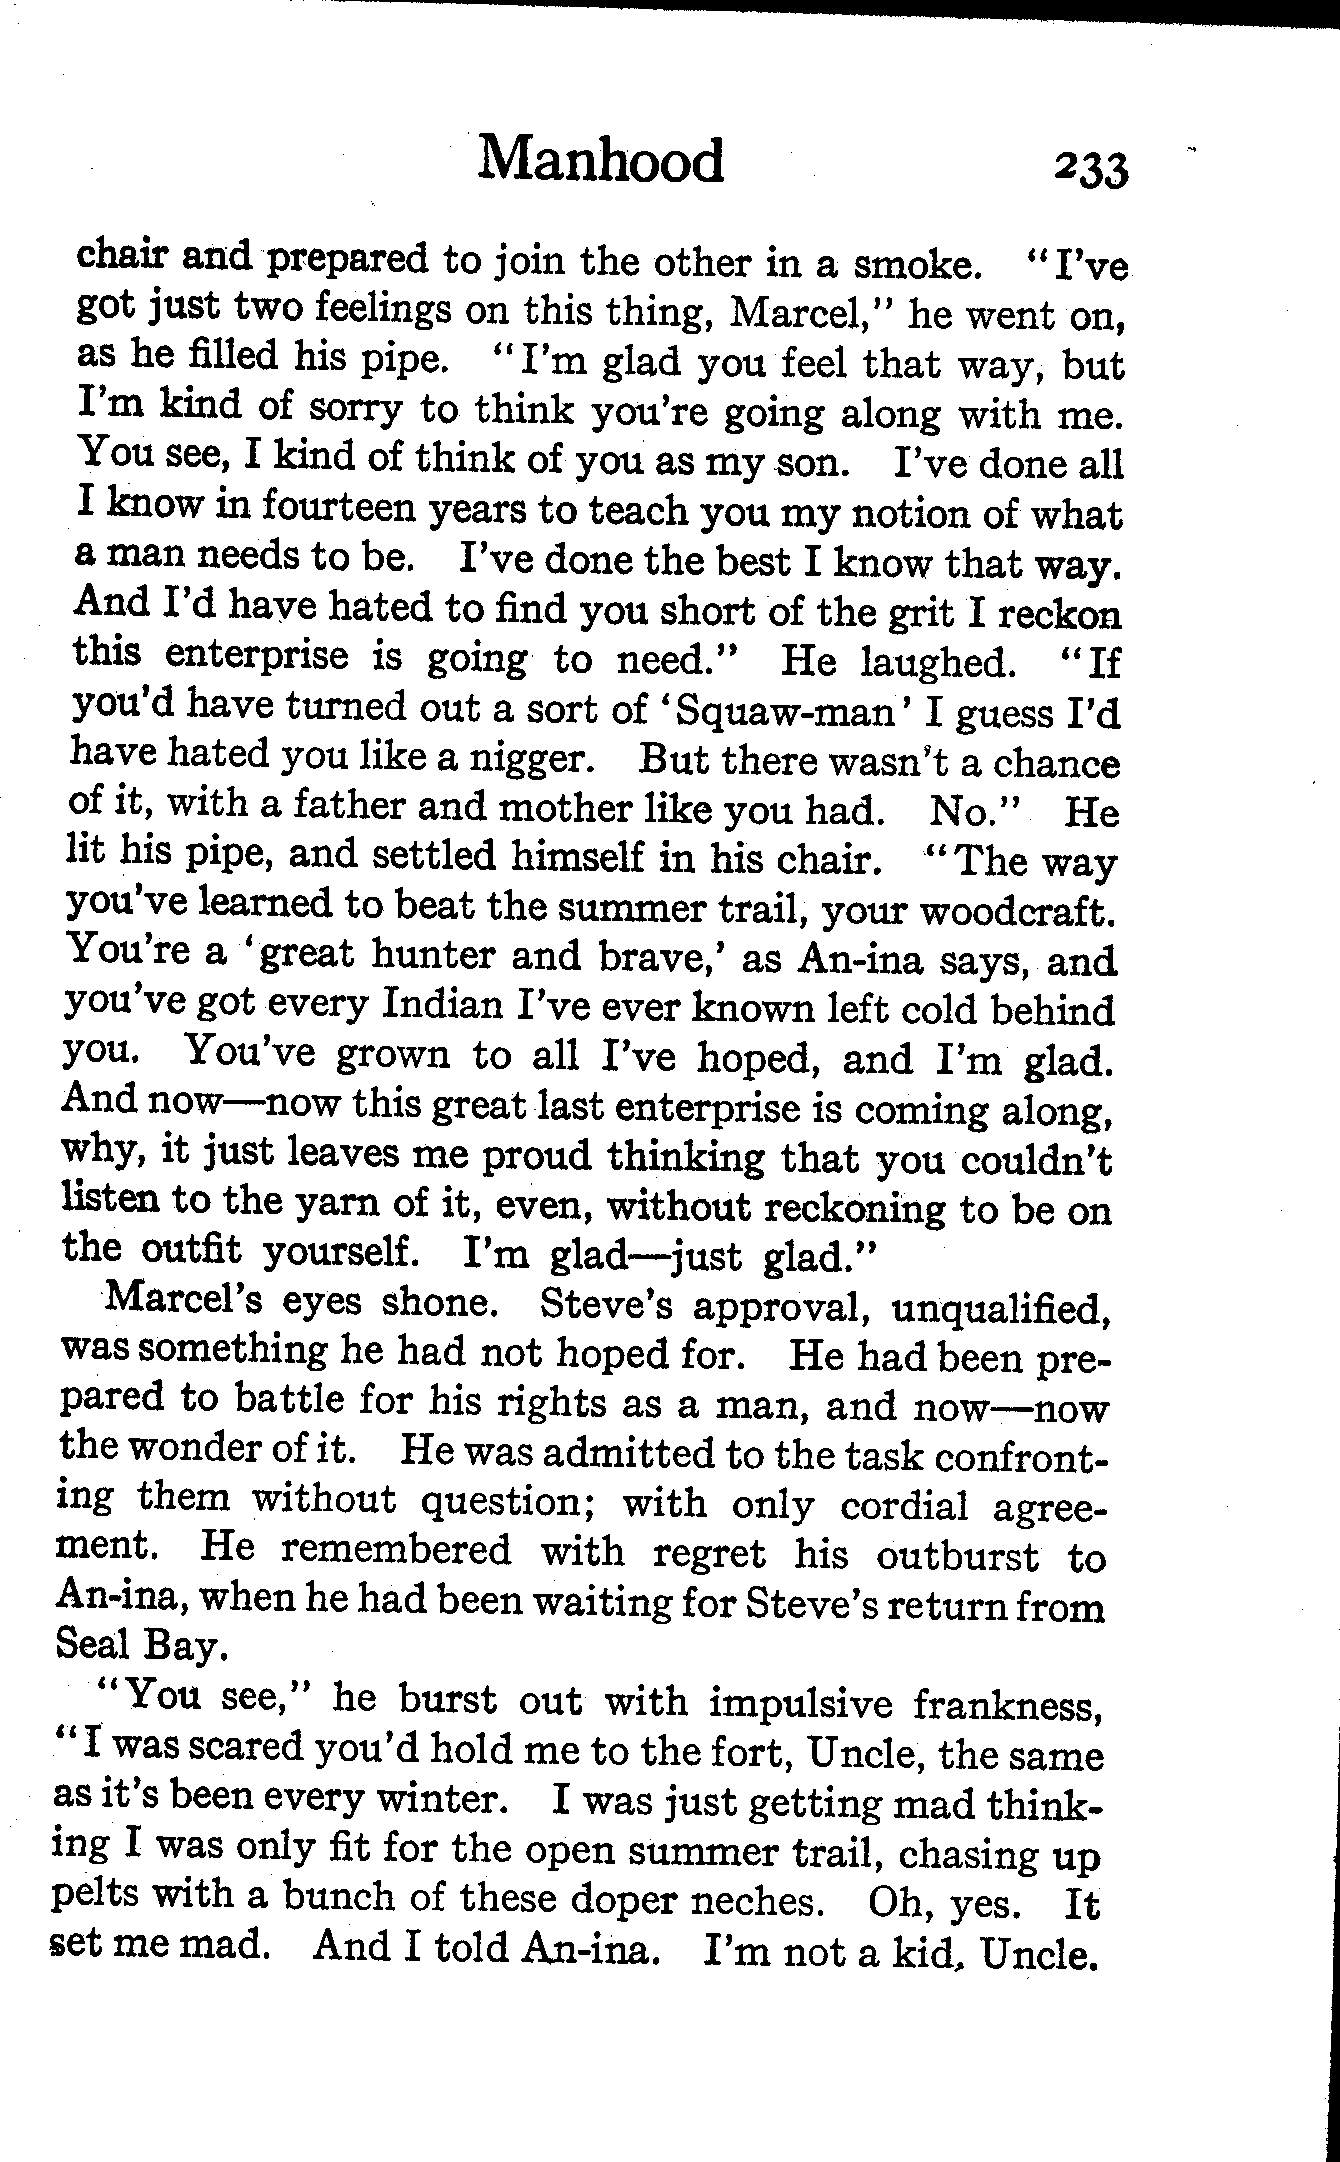 Manhood 233
chair and prepared to join the other in a smoke. "I've
got just two feelings on this thing, Marcel," he went on,
as he filled his pipe. "I'm glad you feel that way, but
I'm kind of sorry to think you're going along with me.
You see, I kind of think of you as my son. I've done all
I know in fourteen years to teach you my notion of what
a man needs to be. I've done the best I know that way.
And I'd have hated to find you short of the grit I reckon
this enterprise is going to need." He laughed. "If
you'd have turned out a sort of 'Squaw-man' I guess I'd
have hated you like a nigger. But there wasn't a chance
of it, with a father and mother like you had. No." He
lit his pipe, and settled himself in his chair. "The way
you've learned to beat the summer trail, your woodcraft.
You're a 'great hunter and brave,' as An-ina says, and
you've got every Indian I've ever known left cold behind
you. You've grown to all I've hoped, and I'm glad.
And now—now this great last enterprise is coming along,
why, it just leaves me proud thinking that you couldn't
listen to the yarn of it, even, without reckoning to be on
the outfit yourself. I'm glad—just glad."
Marcel's eyes shone. Steve's approval, unqualified,
was something he had not hoped for. He had been pre-
pared to battle for his rights as a man, and now—now
the wonder of it. He was admitted to the task confront-
ing them without question; with only cordial agree-
ment. He remembered with regret his outburst to
An-ina, when he had been waiting for Steve's return from
Seal Bay.
"You see," he burst out with impulsive frankness,
"I was scared you'd hold me to the fort, Uncle, the same
as it's been every winter. I was just getting mad think-
ing I was only fit for the open summer trail, chasing up
pelts with a bunch of these doper neches. Oh, yes. It
set me mad. And I told An-ina. I'm not a kid, Uncle.